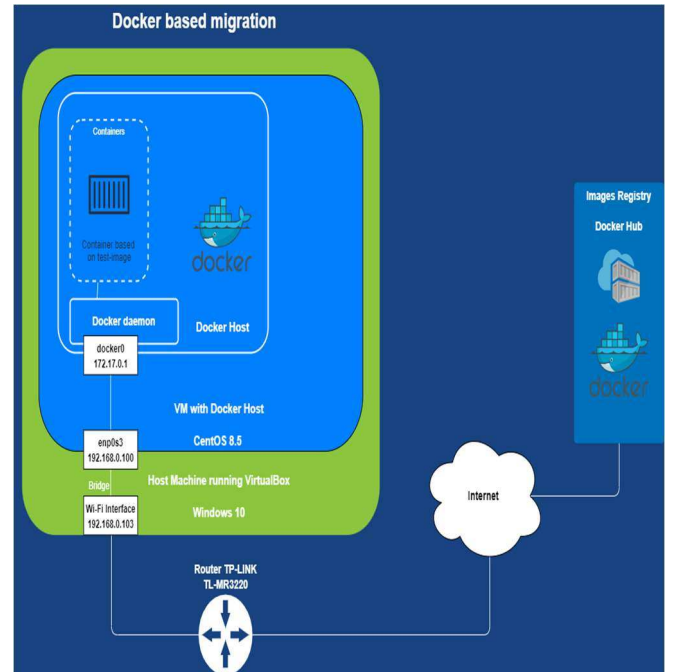 Docker based migration
Containers
Container based
on test-image
docker
Docker daemon
Docker Host
docker0
172.17.0.1
VM with Docker Host
enp0s3
192.168.0.100
CentOS 8.5
Bridge
Host Machine running VirtualBox
Wi-Fi Interface
192.168.0.103
Windows 10
Images Registry
Docker Hub
docker
Internet
Router TP-LINK
TL-MR3220